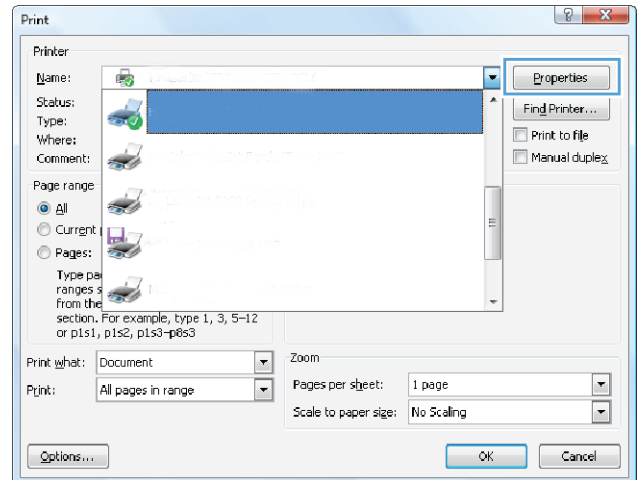 Print
Printer
Name:
Properties
Status:
Find Printer...
Type:
Print to file
Where:
Manual duplex
Comment:
Page range
All
Current
Pages:
Type
ranges
from the
section. For example, type 1, 3, 5–12
or p1s1, p1s2, p1s3–p8s3
Print what: Document
Print: All pages in range
Zoom
Pages per sheet: 1 page
Scale to paper size: No Scaling
Options...
OK
Cancel